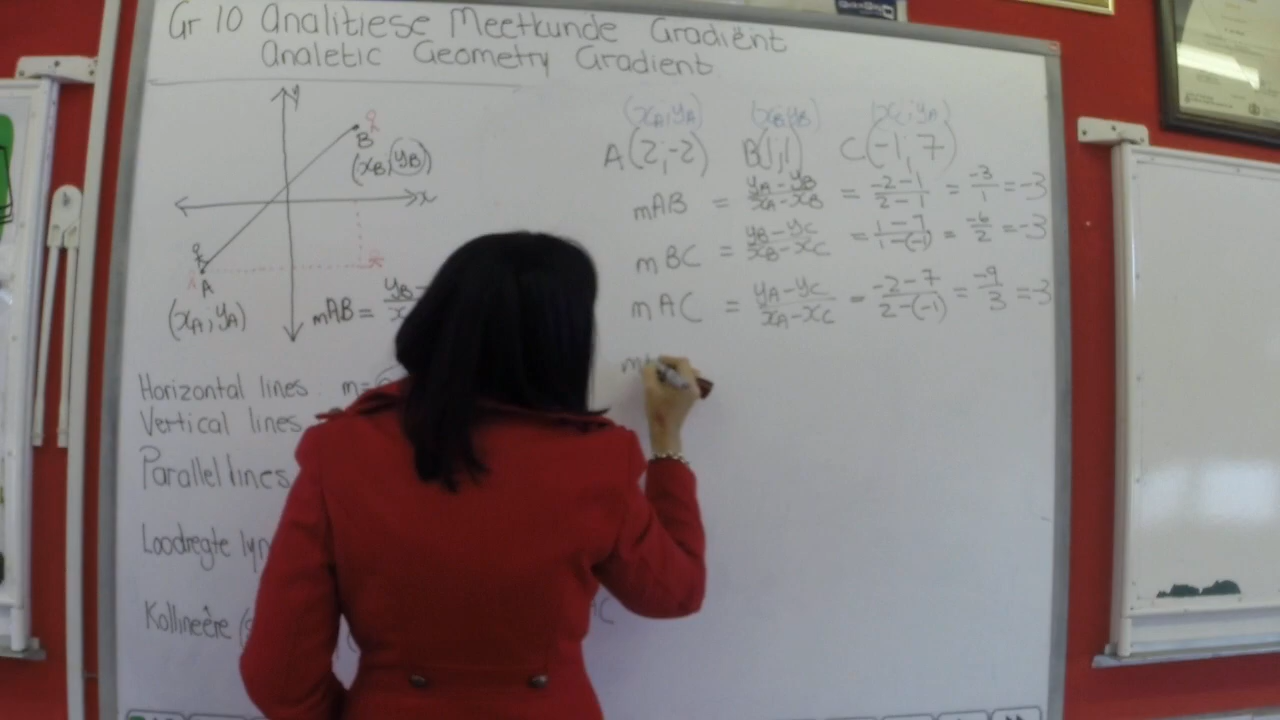 Gr 10 Analitiese Meetkunde Gradiënt
Analetic Geometry Gradient
y
B
(xB, yB)
x
A
(xA; yA)
mAB = yB -
Horizontal lines m=
Vertical lines
Parallel lines
Loodregte lyn
Kollineêre
(xA; yA) (xB; yB) (xC; yA)
A(2;-2) B(1,1) C(-1, 7)
mAB = yA-yB / xA-xB = -2-1 / 2-1 = -3 / 1 = -3
mBC = yB-yC / xB-xC = 1-7 / 1-(-1) = -6 / 2 = -3
mAC = yA-yC / xA-xC = -2-7 / 2-(-1) = -9 / 3 = -3
m